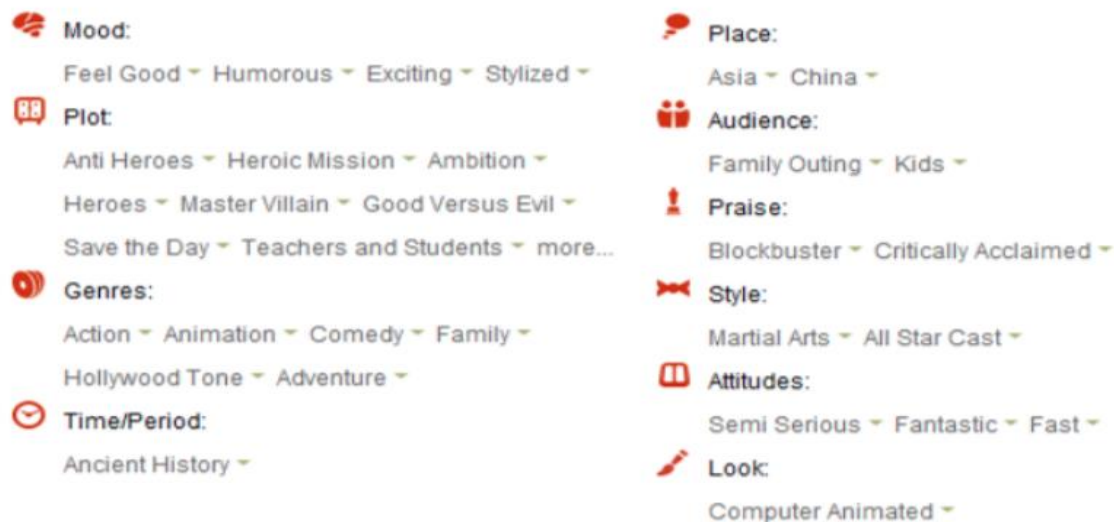 Mood:
Feel Good Humorous Exciting Stylized
Plot:
Anti Heroes Heroic Mission Ambition
Heroes Master Villain Good Versus Evil
Save the Day Teachers and Students more...
Genres:
Action Animation Comedy Family
Hollywood Tone Adventure
Time/Period:
Ancient History
Place:
Asia China
Audience:
Family Outing Kids
Praise:
Blockbuster Critically Acclaimed
Style:
Martial Arts All Star Cast
Attitudes:
Semi Serious Fantastic Fast
Look:
Computer Animated